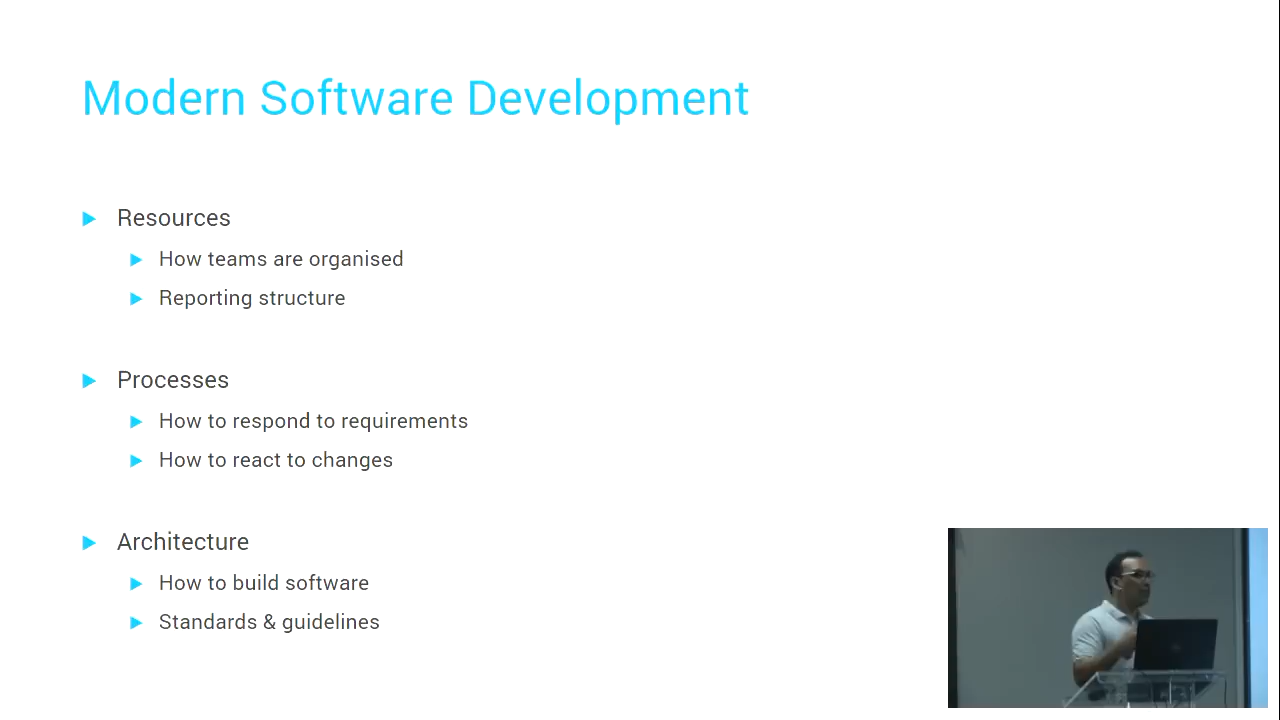 Modern Software Development
Resources
How teams are organised
Reporting structure
Processes
How to respond to requirements
How to react to changes
Architecture
How to build software
Standards & guidelines